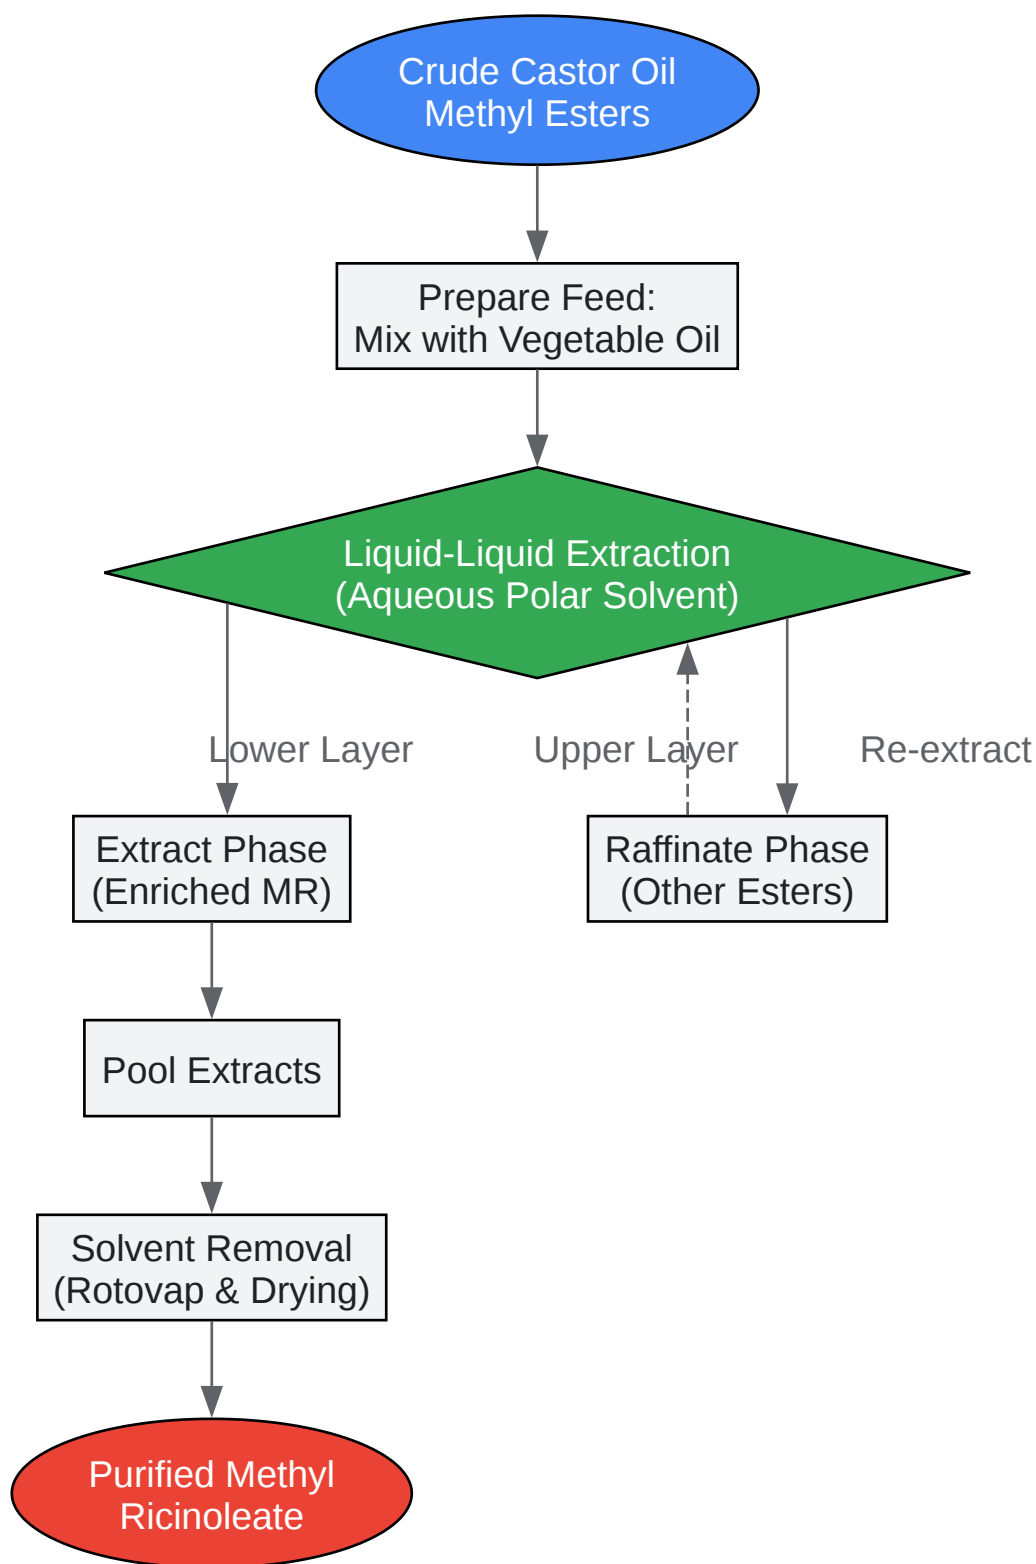 Crude Castor Oil
Methyl Esters
Prepare Feed:
Mix with Vegetable Oil
Liquid-Liquid Extraction
(Aqueous Polar Solvent)
Lower Layer
Upper Layer
Re-extract
Extract Phase
(Enriched MR)
Raffinate Phase
(Other Esters)
Pool Extracts
Solvent Removal
(Rotovap & Drying)
Purified Methyl
Ricinoleate